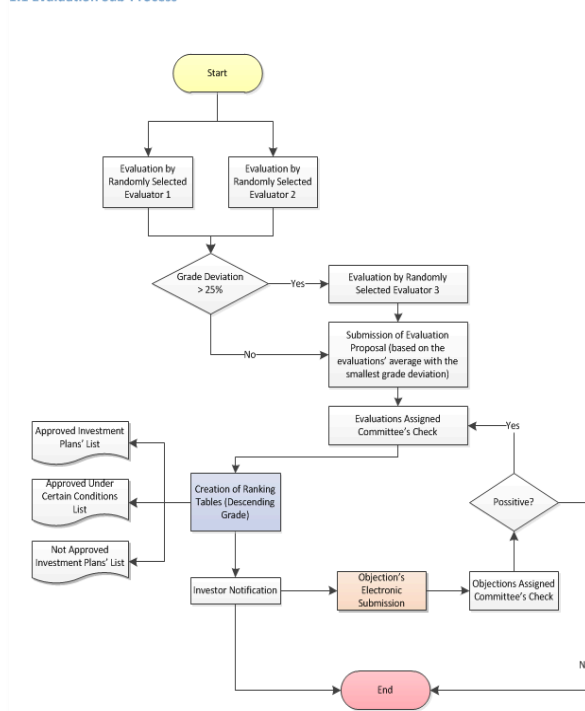 Start
Evaluation by
Randomly Selected
Evaluator 1
Evaluation by
Randomly Selected
Evaluator 2
Grade Deviation
> 25%
Yes
Evaluation by Randomly
Selected Evaluator 3
No
Submission of Evaluation
Proposal (based on the
evaluations' average with the
smallest grade deviation)
Evaluations Assigned
Committee's Check
Yes
Approved Investment
Plans' List
Approved Under
Certain Conditions
List
Not Approved
Investment Plans' List
Creation of Ranking
Tables (Descending
Grade)
Possitive?
Investor Notification
Objection's
Electronic
Submission
Objections Assigned
Committee's Check
N
End